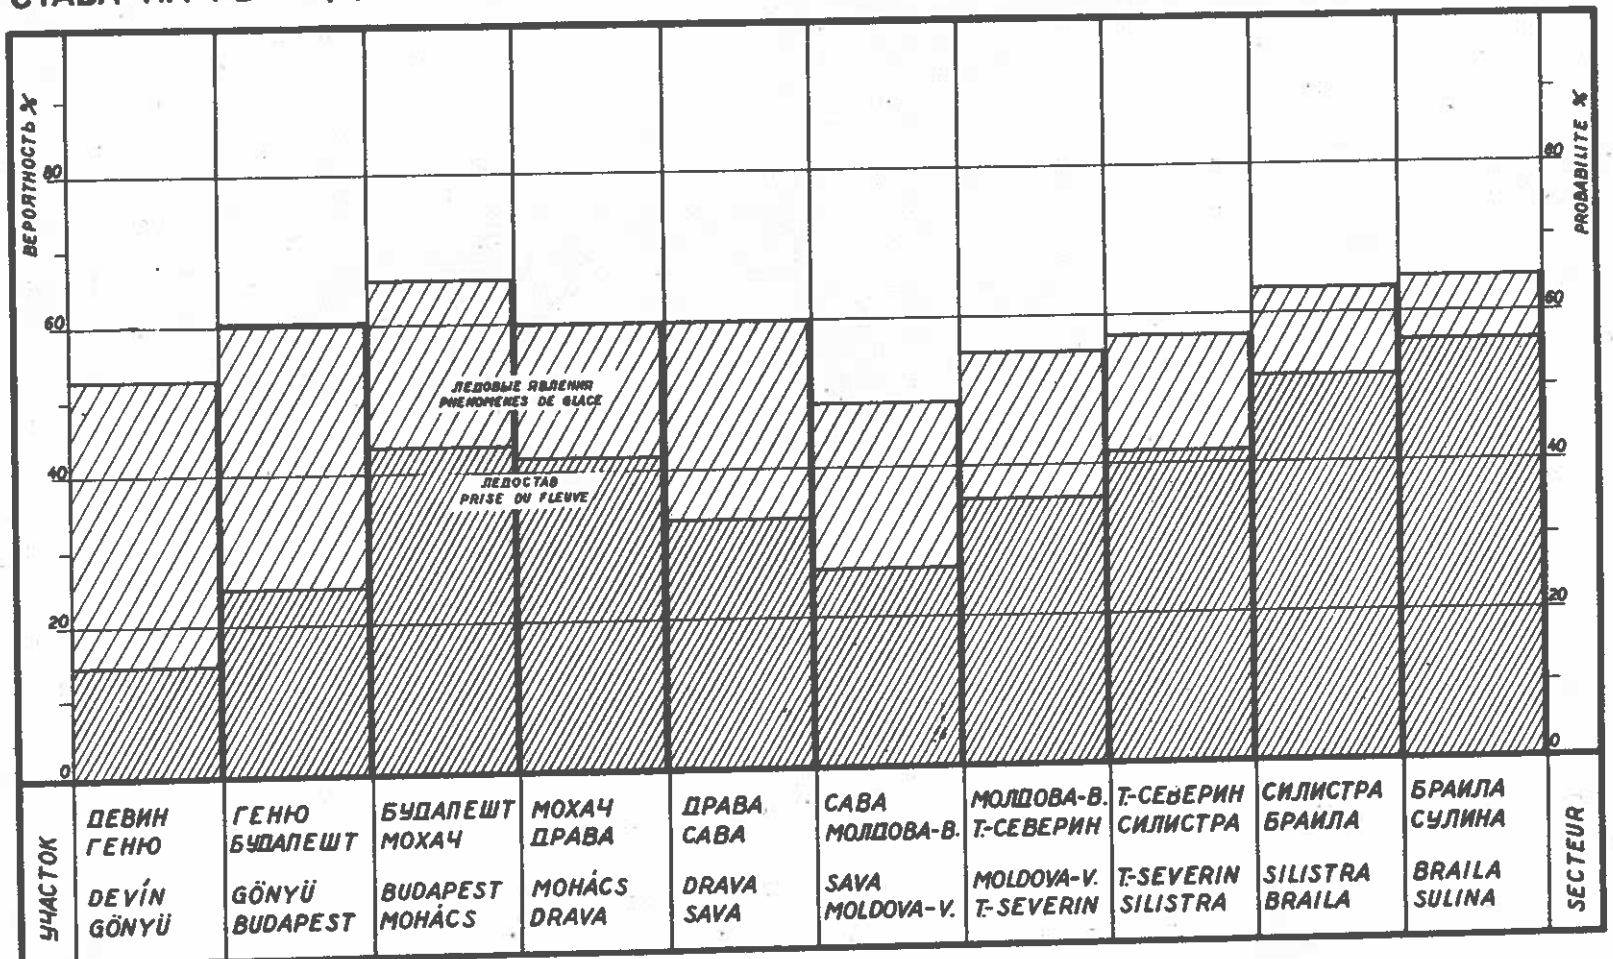 ВЕРОЯТНОСТЬ %
80
60
40
20
0
ЛЕДОВЫЕ ЯВЛЕНИЯ
PHENOMENES DE GLACE
ЛЕДОСТАВ
PRISE DU FLEUVE
PROBABILITE %
80
60
40
20
0
УЧАСТОК
ДЕВИН
ГЕНЮ
DEVÍN
GÖNYÜ
ГЕНЮ
БУДАПЕШТ
GÖNYÜ
BUDAPEST
БУДАПЕШТ
МОХАЧ
BUDAPEST
MOHÁCS
МОХАЧ
ДРАВА
MOHÁCS
DRAVA
ДРАВА
САВА
DRAVA
SAVA
САВА
МОЛДОВА-В.
SAVA
MOLDOVA-V.
МОЛДОВА-В.
Т.-СЕВЕРИН
MOLDOVA-V.
T.-SEVERIN
Т.-СЕВЕРИН
СИЛИСТРА
T.-SEVERIN
SILISTRA
СИЛИСТРА
БРАИЛА
SILISTRA
BRAILA
БРАИЛА
СУЛИНА
BRAILA
SULINA
SECTEUR